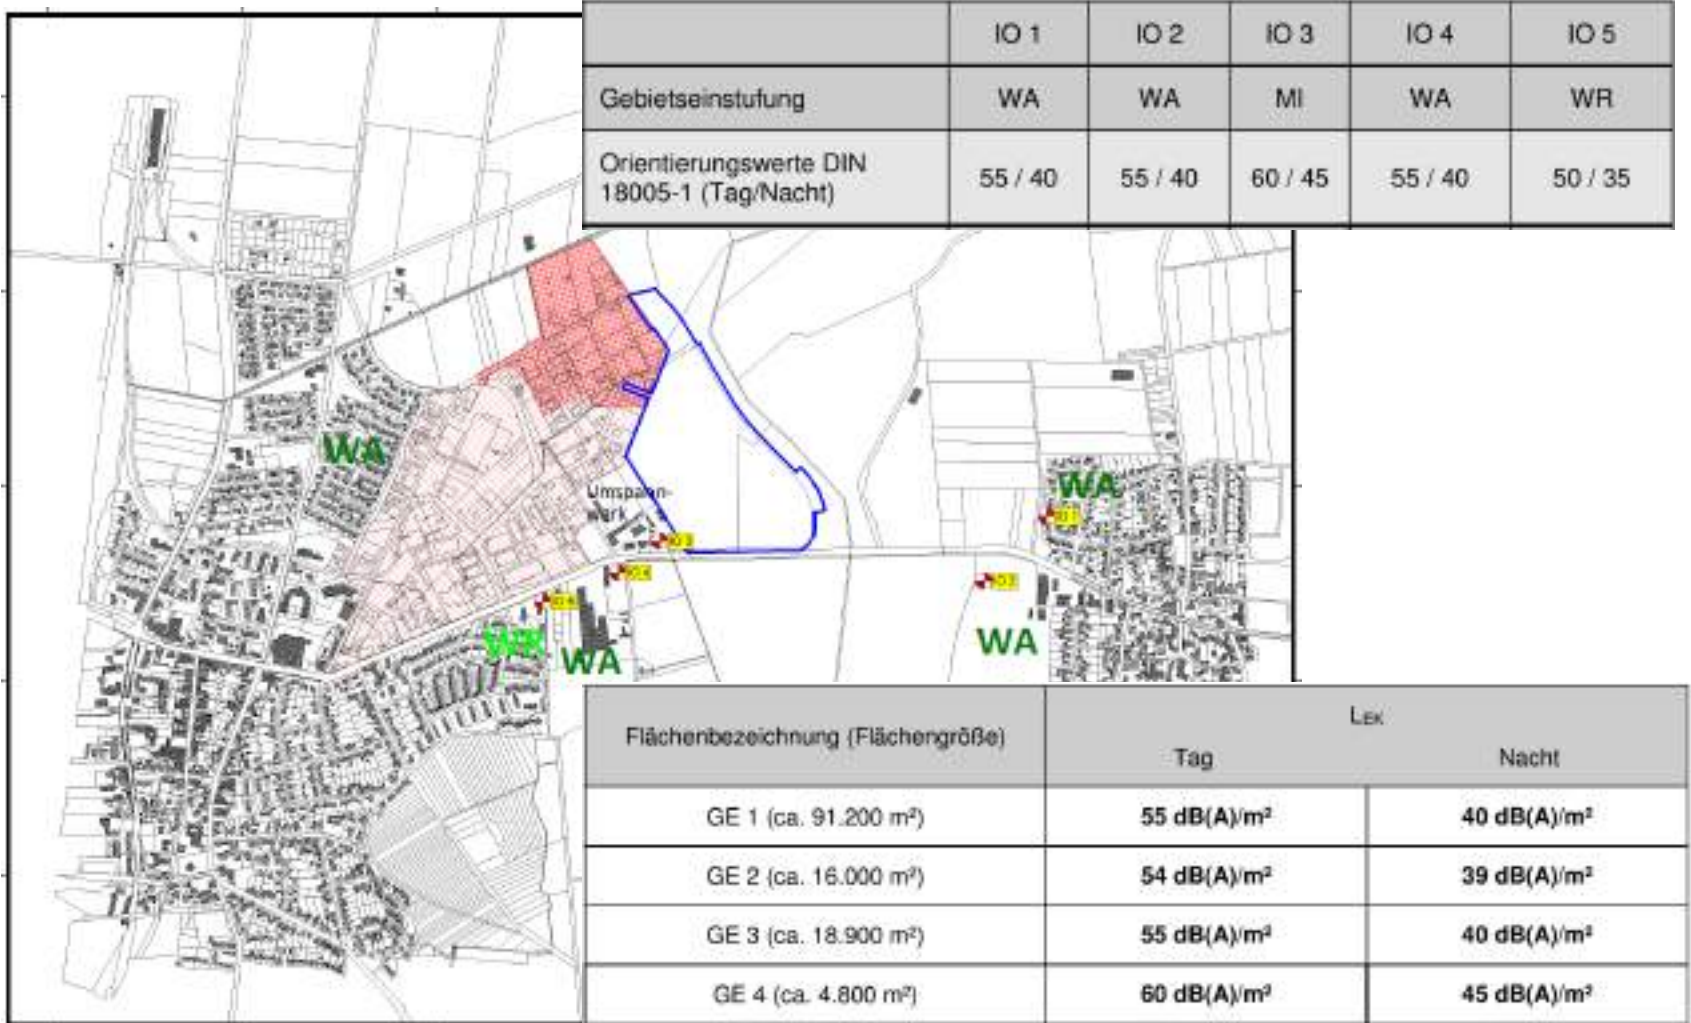 IO 1 IO 2 IO 3 IO 4 IO 5
Gebietseinstufung WA WA MI WA WR
Orientierungswerte DIN
18005-1 (Tag/Nacht) 55 / 40 55 / 40 60 / 45 55 / 40 50 / 35
WA
WA
Umspann-
werk
WR
WA
WA
Flächenbezeichnung (Flächengröße) LEK
Tag Nacht
GE 1 (ca. 91.200 m²) 55 dB(A)/m² 40 dB(A)/m²
GE 2 (ca. 16.000 m²) 54 dB(A)/m² 39 dB(A)/m²
GE 3 (ca. 18.900 m²) 55 dB(A)/m² 40 dB(A)/m²
GE 4 (ca. 4.800 m²) 60 dB(A)/m² 45 dB(A)/m²